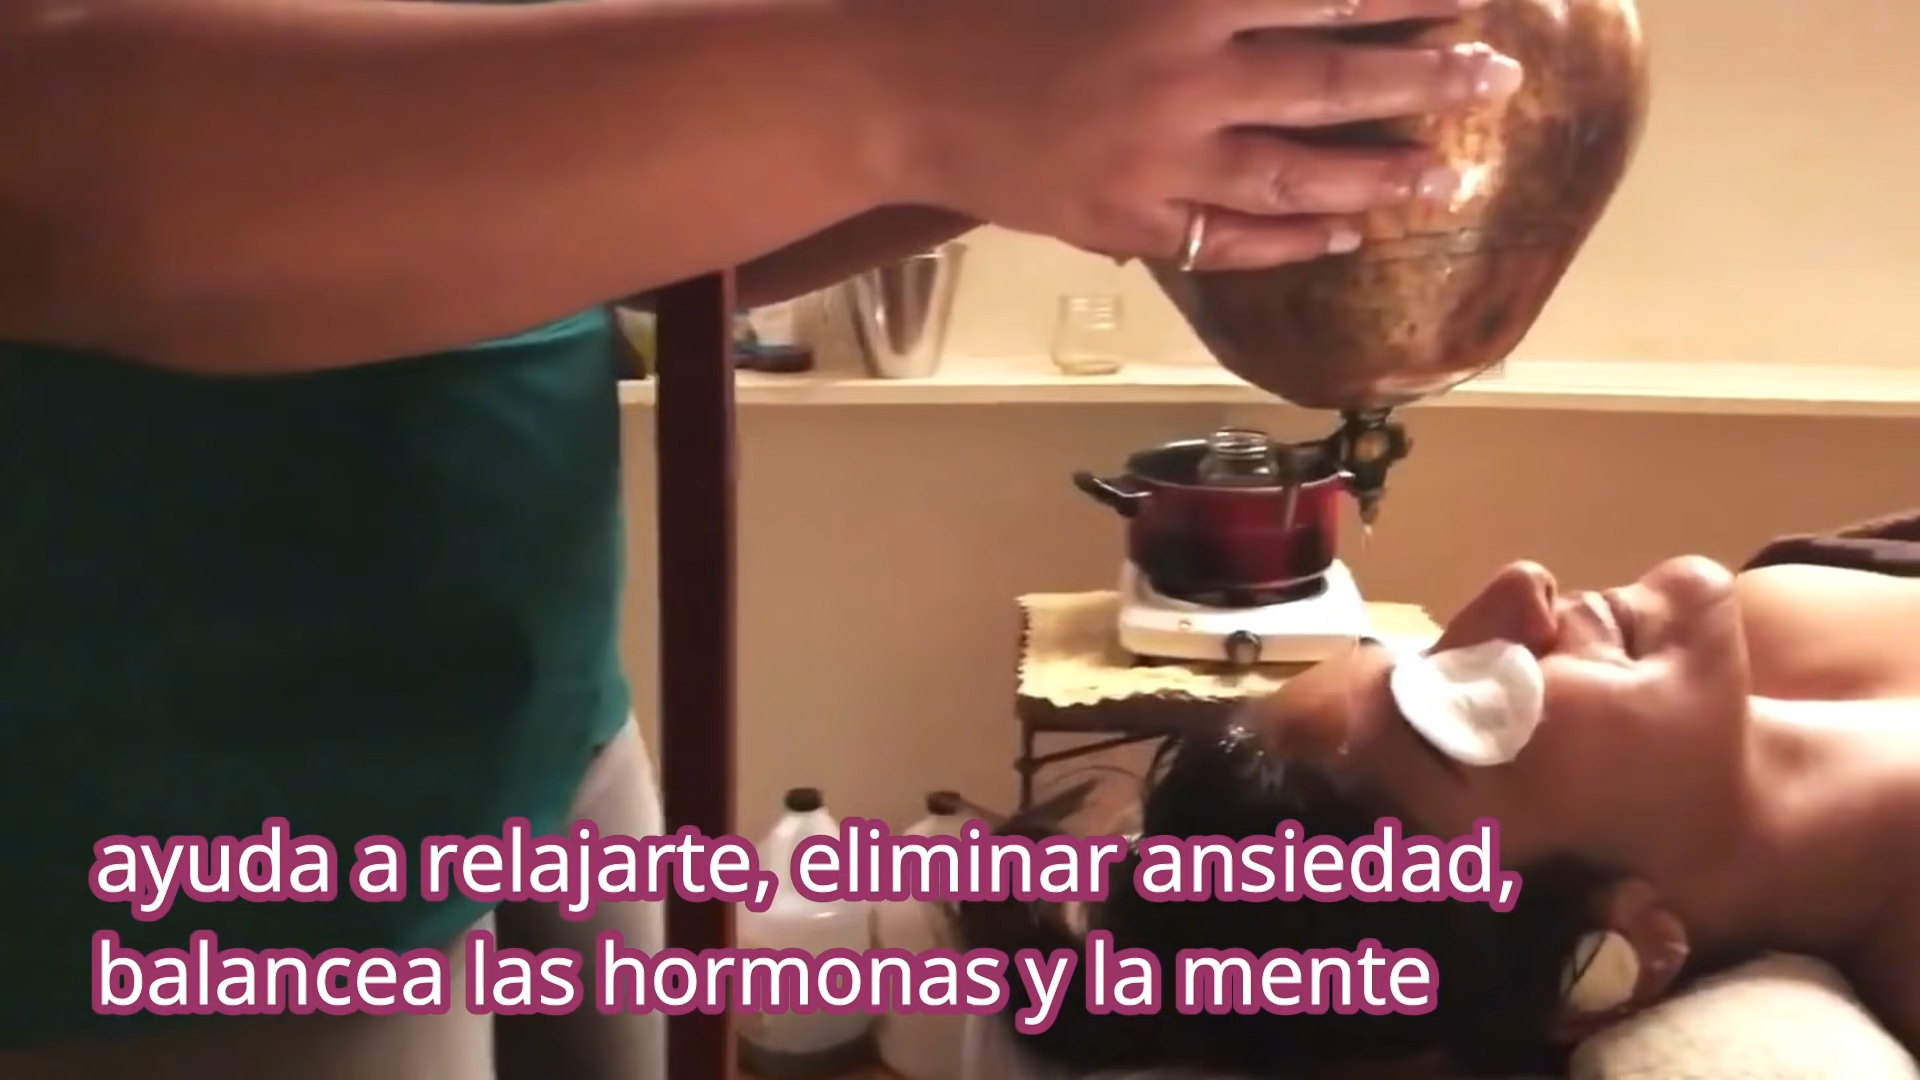 ayuda a relajarte, eliminar ansiedad,
balancea las hormonas y la mente